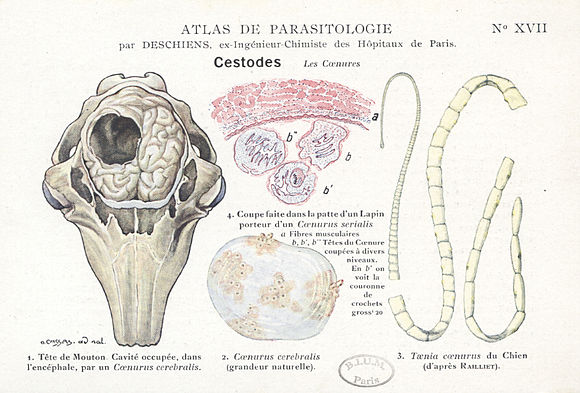 ATLAS DE PARASITOLOGIE
No XVII
par DESCHIENS, ex-Ingénieur-Chimiste des Hôpitaux de Paris.
Cestodes Les Cœnures
a
b"
b
b'
4. Coupe faite dans la patte d'un Lapin
porteur d'un Cœnurus serialis
a Fibres musculaires
b, b', b" Têtes du Cœnure
coupées à divers
niveaux.
En b' on
voit la
couronne
de
crochets
gross' 20
ad nat.
1. Tête de Mouton. Cavité occupée, dans
l'encéphale, par un Cœnurus cerebralis.
2. Cœnurus cerebralis
(grandeur naturelle).
3. Tænia cœnurus du Chien
(d'après RAILLIET).
B.I.U.M.
Paris